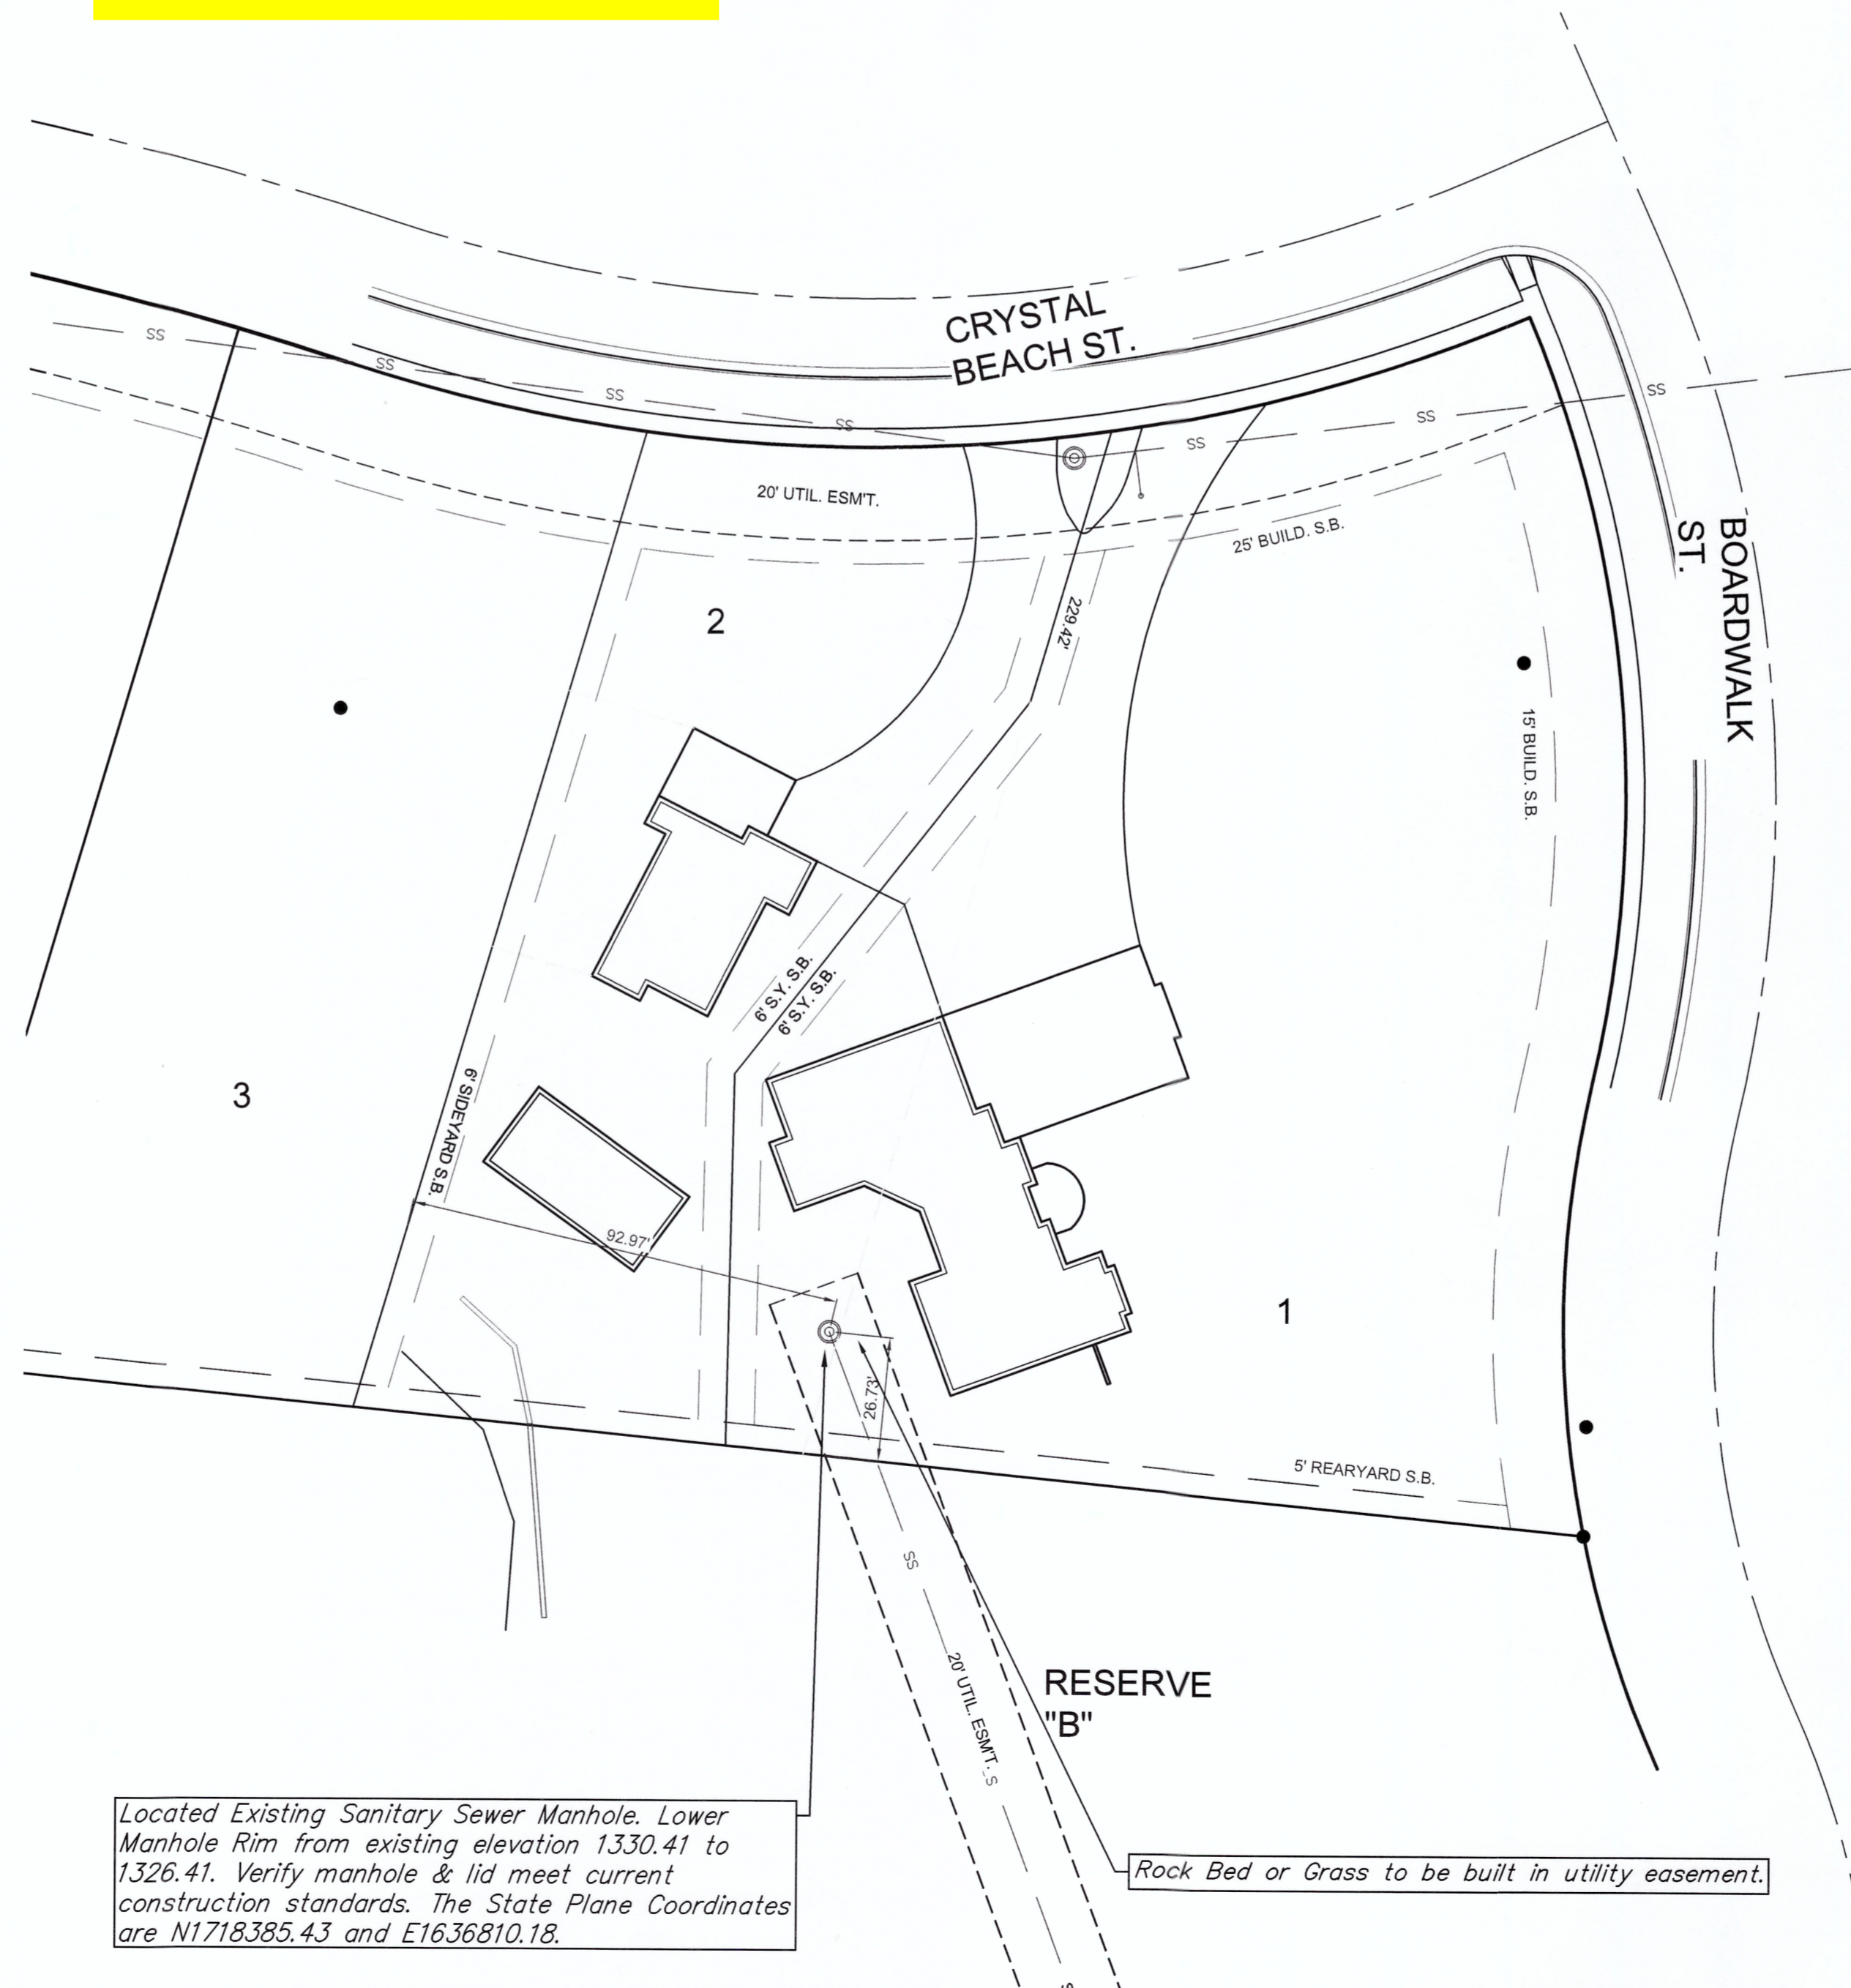 CRYSTAL
BEACH ST.
SS
SS
SS
SS
SS
SS
SS
20' UTIL. ESM'T.
25' BUILD. S.B.
BOARDWALK
ST.
2
229.42'
15' BUILD. S.B.
6' S.Y. S.B.
6' S.Y. S.B.
3
6' SIDEYARD S.B.
92.97'
1
26.73'
5' REARYARD S.B.
SS
20' UTIL. ESM'T.
S
RESERVE
"B"
Located Existing Sanitary Sewer Manhole. Lower
Manhole Rim from existing elevation 1330.41 to
1326.41. Verify manhole & lid meet current
construction standards. The State Plane Coordinates
are N1718385.43 and E1636810.18.
Rock Bed or Grass to be built in utility easement.